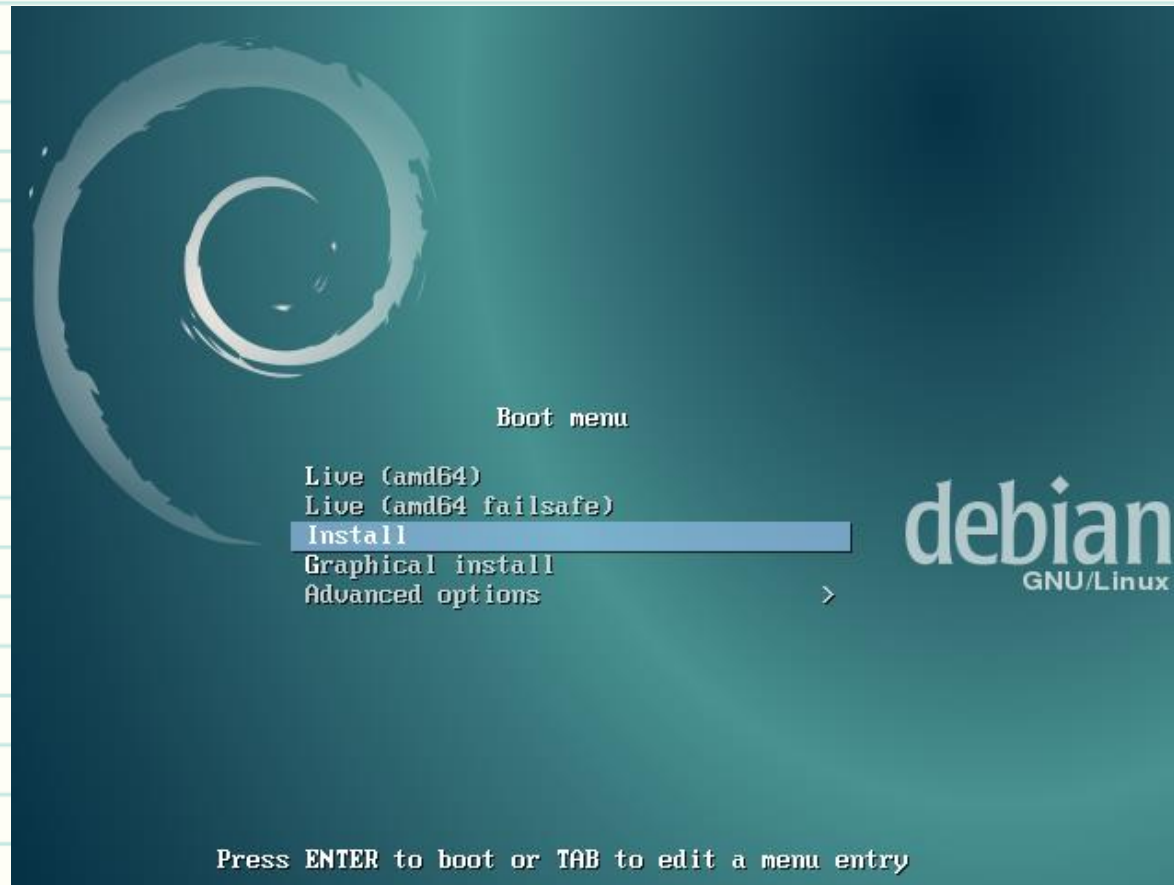 Boot menu
Live (amd64)
Live (amd64 failsafe)
Install
Graphical install
Advanced options >
debian
GNU/Linux
Press ENTER to boot or TAB to edit a menu entry